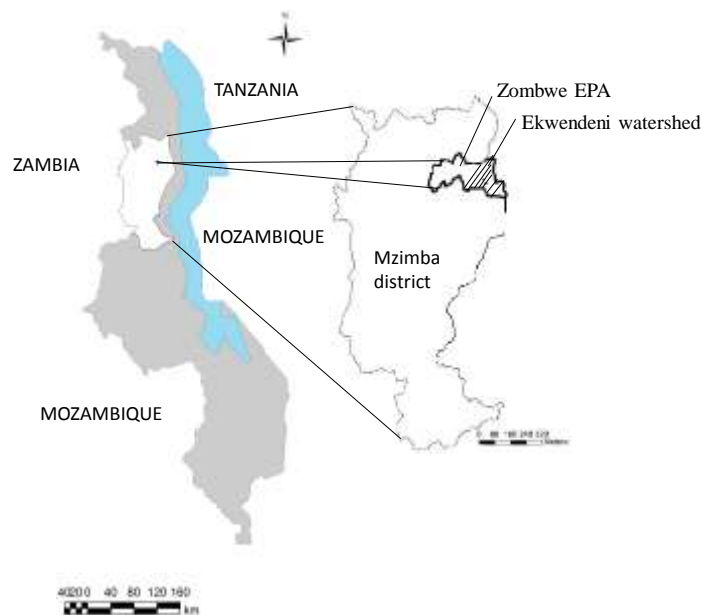 N
TANZANIA
Zombwe EPA
Ekwendeni watershed
ZAMBIA
MOZAMBIQUE
Mzimba
district
MOZAMBIQUE
40200 40 80 120 160
km